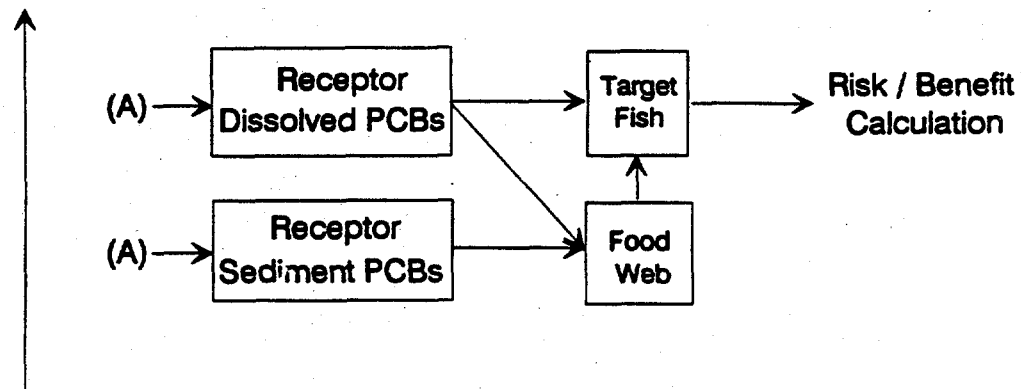 (A)
Receptor
Dissolved PCBs
Target
Fish
Risk / Benefit
Calculation
(A)
Receptor
Sediment PCBs
Food
Web